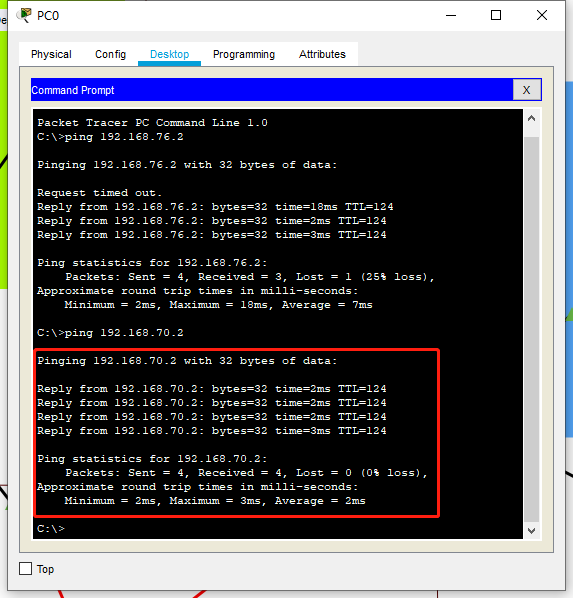 PC0
Physical Config Desktop Programming Attributes
Command Prompt X
Packet Tracer PC Command Line 1.0
C:\>ping 192.168.76.2
Pinging 192.168.76.2 with 32 bytes of data:
Request timed out.
Reply from 192.168.76.2: bytes=32 time=18ms TTL=124
Reply from 192.168.76.2: bytes=32 time=2ms TTL=124
Reply from 192.168.76.2: bytes=32 time=3ms TTL=124
Ping statistics for 192.168.76.2:
Packets: Sent = 4, Received = 3, Lost = 1 (25% loss),
Approximate round trip times in milli-seconds:
Minimum = 2ms, Maximum = 18ms, Average = 7ms
C:\>ping 192.168.70.2
Pinging 192.168.70.2 with 32 bytes of data:
Reply from 192.168.70.2: bytes=32 time=2ms TTL=124
Reply from 192.168.70.2: bytes=32 time=2ms TTL=124
Reply from 192.168.70.2: bytes=32 time=2ms TTL=124
Reply from 192.168.70.2: bytes=32 time=3ms TTL=124
Ping statistics for 192.168.70.2:
Packets: Sent = 4, Received = 4, Lost = 0 (0% loss),
Approximate round trip times in milli-seconds:
Minimum = 2ms, Maximum = 3ms, Average = 2ms
C:\>
Top